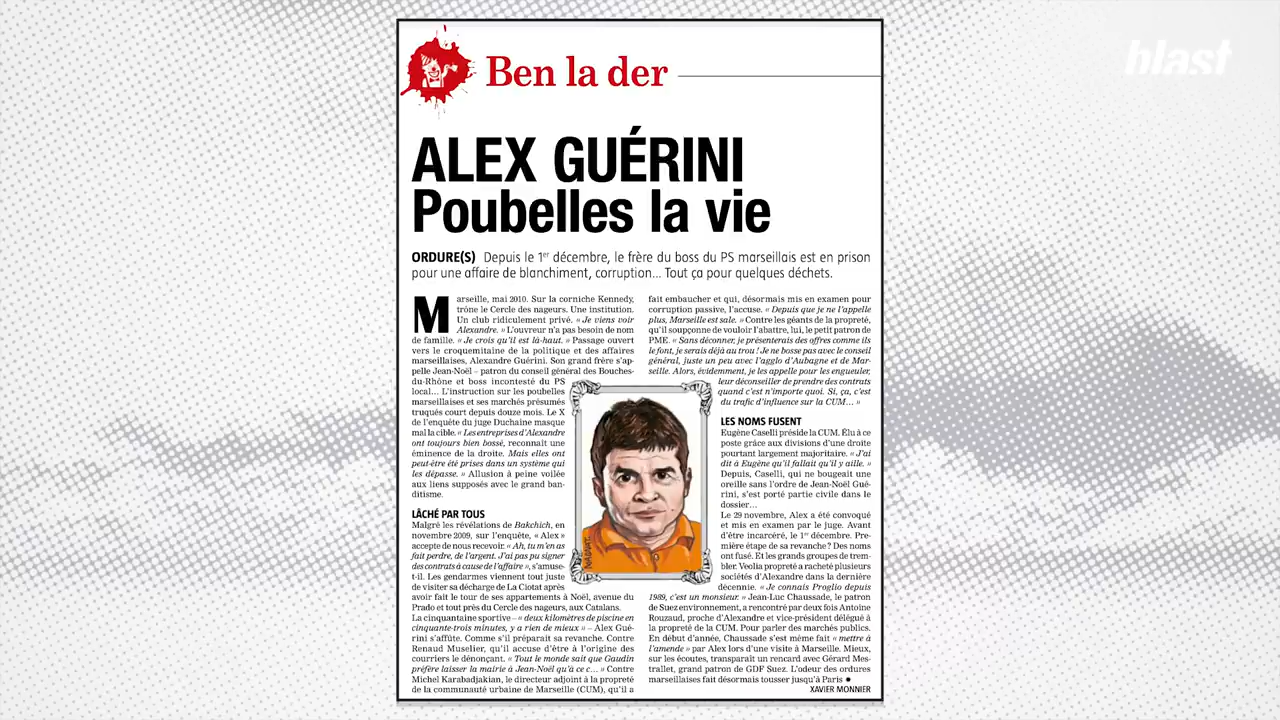 blast
Ben la der
ALEX GUÉRINI
Poubelles la vie
ORDURE(S) Depuis le 1er décembre, le frère du boss du PS marseillais est en prison
pour une affaire de blanchiment, corruption... Tout ça pour quelques déchets.
Marseille, mai 2010. Sur la corniche Kennedy,
trône le Cercle des nageurs. Une institution.
Un club ridiculement privé. « Je viens voir
Alexandre. » L'ouvreur n'a pas besoin de nom
de famille. « Je crois qu'il est là-haut. » Passage ouvert
vers le croquemitaine de la politique et des affaires
marseillaises, Alexandre Guérini. Son grand frère s'ap-
pelle Jean-Noël – patron du conseil général des Bouches-
du-Rhône et boss incontesté du PS
local… L'instruction sur les poubelles
marseillaises et ses marchés présumés
truqués court depuis douze mois. Le X
de l'enquête du juge Duchaine masque
mal la cible. « Les entreprises d'Alexandre
ont toujours bien bossé, reconnait une
éminence de la droite. Mais elles ont
peut-être été prises dans un système qui
les dépasse. » Allusion à peine voilée
aux liens supposés avec le grand ban-
ditisme.
LÂCHÉ PAR TOUS
Malgré les révélations de Bakchich, en
novembre 2009, sur l'enquête, « Alex »
accepte de nous recevoir. « Ah, tu m'en as
fait perdre, de l'argent. J'ai pas pu signer
des contrats à cause de l'affaire », s'amuse-
t-il. Les gendarmes viennent tout juste
de visiter sa décharge de La Ciotat après
avoir fait le tour de ses appartements à Noël, avenue du
Prado et tout près du Cercle des nageurs, aux Catalans.
La cinquantaine sportive – « deux kilomètres de piscine en
cinquante-trois minutes, y a rien de mieux » – Alex Gué-
rini s'affûte. Comme s'il préparait sa revanche. Contre
Renaud Muselier, qu'il accuse d'être à l'origine des
courriers le dénonçant. « Tout le monde sait que Gaudin
préfère laisser la mairie à Jean-Noël qu'à ce c… » Contre
Michel Karabadjakian, le directeur adjoint à la propreté
de la communauté urbaine de Marseille (CUM), qu'il a
fait embaucher et qui, désormais mis en examen pour
corruption passive, l'accuse. « Depuis que je ne l'appelle
plus, Marseille est sale. » Contre les géants de la propreté,
qu'il soupçonne de vouloir l'abattre, lui, le petit patron de
PME. « Sans déconner, je présenterais des offres comme ils
le font, je serais déjà au trou ! Je ne bosse pas avec le conseil
général, juste un peu avec l'agglo d'Aubagne et de Mar-
seille. Alors, évidemment, je les appelle pour les engueuler,
leur déconseiller de prendre des contrats
quand c'est n'importe quoi. Si, ça, c'est
du trafic d'influence sur la CUM… »
LES NOMS FUSENT
Eugène Caselli préside la CUM. Élu à ce
poste grâce aux divisions d'une droite
pourtant largement majoritaire. « J'ai
dit à Eugène qu'il fallait qu'il y aille. »
Depuis, Caselli, qui ne bougeait une
oreille sans l'ordre de Jean-Noël Gué-
rini, s'est porté partie civile dans le
dossier…
Le 29 novembre, Alex a été convoqué
et mis en examen par le juge. Avant
d'être incarcéré, le 1er décembre. Pre-
mière étape de sa revanche ? Des noms
ont fusé. Et les grands groupes de trem-
bler. Veolia propreté a racheté plusieurs
sociétés d'Alexandre dans la dernière
décennie. « Je connais Proglio depuis
1989, c'est un monsieur. » Jean-Luc Chaussade, le patron
de Suez environnement, a rencontré par deux fois Antoine
Rouzaud, proche d'Alexandre et vice-président délégué à
la propreté de la CUM. Pour parler des marchés publics.
En début d'année, Chaussade s'est même fait « mettre à
l'amende » par Alex lors d'une visite à Marseille. Mieux,
sur les écoutes, transparait un rencard avec Gérard Mes-
trallet, grand patron de GDF Suez. L'odeur des ordures
marseillaises fait désormais tousser jusqu'à Paris ●
XAVIER MONNIER